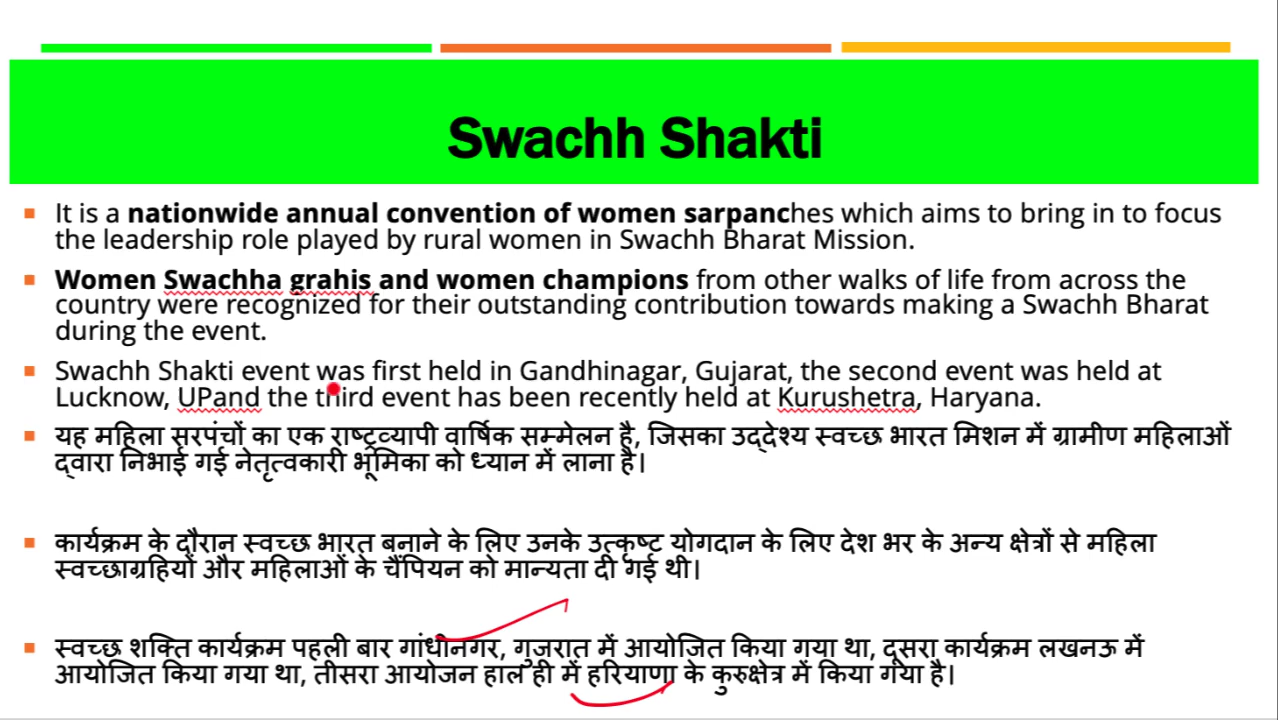 Swachh Shakti
It is a nationwide annual convention of women sarpanches which aims to bring in to focus
the leadership role played by rural women in Swachh Bharat Mission.
Women Swachha grahis and women champions from other walks of life from across the
country were recognized for their outstanding contribution towards making a Swachh Bharat
during the event.
Swachh Shakti event was first held in Gandhinagar, Gujarat, the second event was held at
Lucknow, UPand the third event has been recently held at Kurushetra, Haryana.
यह महिला सरपंचों का एक राष्ट्रव्यापी वार्षिक सम्मेलन है, जिसका उद्देश्य स्वच्छ भारत मिशन में ग्रामीण महिलाओं
द्वारा निभाई गई नेतृत्वकारी भूमिका को ध्यान में लाना है।
कार्यक्रम के दौरान स्वच्छ भारत बनाने के लिए उनके उत्कृष्ट योगदान के लिए देश भर के अन्य क्षेत्रों से महिला
स्वच्छाग्रहियों और महिलाओं के चैंपियन को मान्यता दी गई थी।
स्वच्छ शक्ति कार्यक्रम पहली बार गांधीनगर, गुजरात में आयोजित किया गया था, दूसरा कार्यक्रम लखनऊ में
आयोजित किया गया था, तीसरा आयोजन हाल ही में हरियाणा के कुरुक्षेत्र में किया गया है।